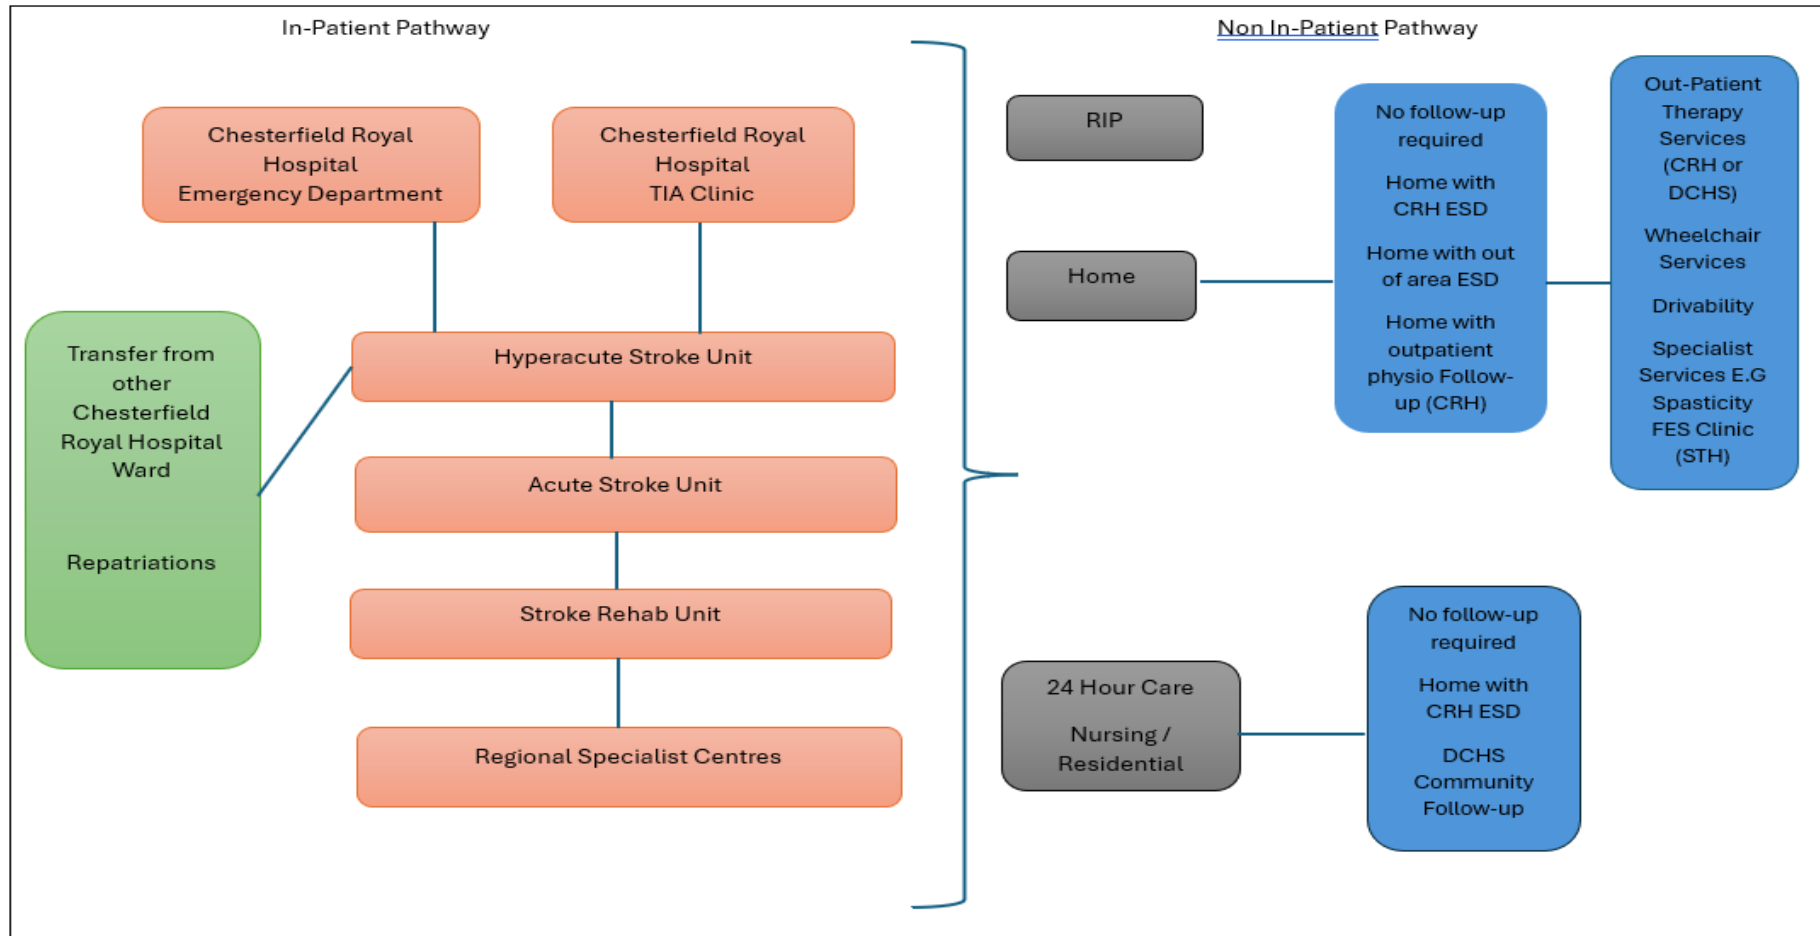 In-Patient Pathway
Non In-Patient Pathway
Chesterfield Royal
Hospital
Emergency Department
Chesterfield Royal
Hospital
TIA Clinic
Transfer from
other
Chesterfield
Royal Hospital
Ward
Repatriations
Hyperacute Stroke Unit
Acute Stroke Unit
Stroke Rehab Unit
Regional Specialist Centres
RIP
Home
No follow-up
required
Home with
CRH ESD
Home with out
of area ESD
Home with
outpatient
physio Follow-
up (CRH)
Out-Patient
Therapy
Services
(CRH or
DCHS)
Wheelchair
Services
Drivability
Specialist
Services E.G
Spasticity
FES Clinic
(STH)
24 Hour Care
Nursing /
Residential
No follow-up
required
Home with
CRH ESD
DCHS
Community
Follow-up